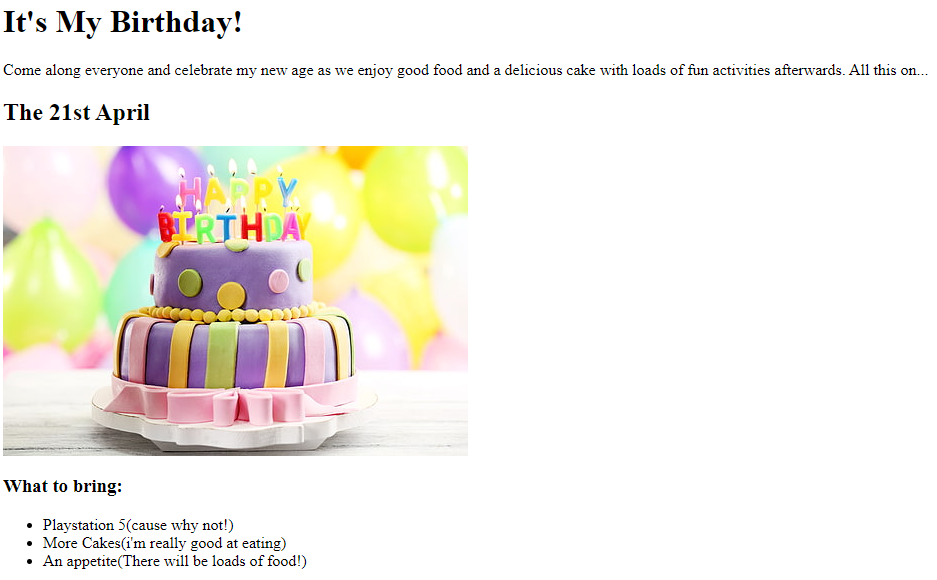 It's My Birthday!
Come along everyone and celebrate my new age as we enjoy good food and a delicious cake with loads of fun activities afterwards. All this on...
The 21st April
HAPPY
BIRTHDAY
What to bring:
Playstation 5(cause why not!)
More Cakes(i'm really good at eating)
An appetite(There will be loads of food!)